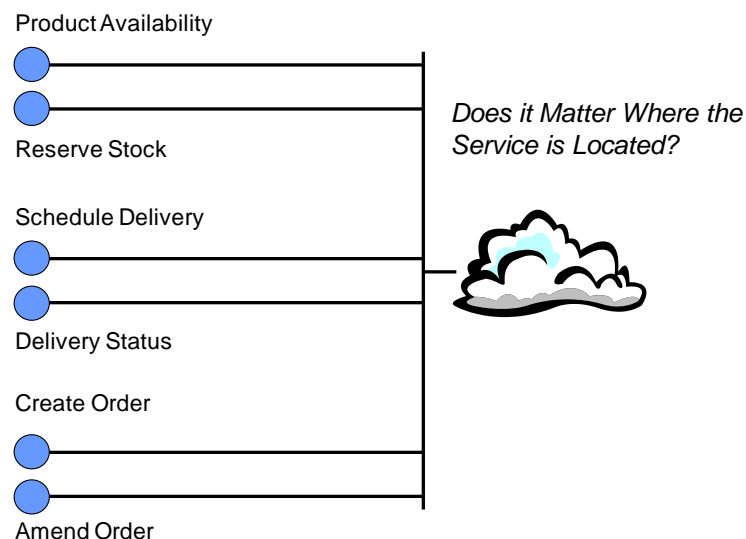 Product Availability
Does it Matter Where the
Service is Located?
Reserve Stock
Schedule Delivery
Delivery Status
Create Order
Amend Order